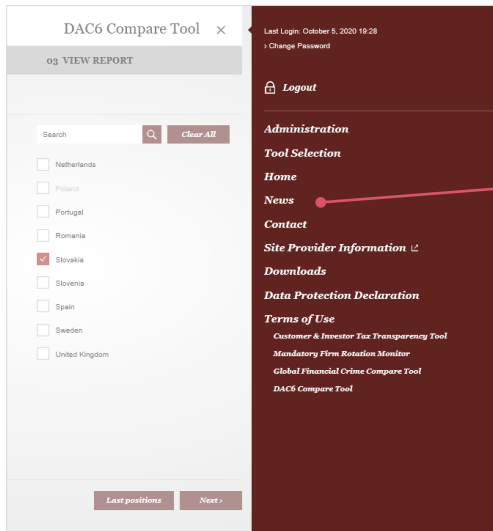 DAC6 Compare Tool ×
03 VIEW REPORT
Search
Clear All
Netherlands
Poland
Portugal
Romania
Slovakia
Slovenia
Spain
Sweden
United Kingdom
Last positions
Next ›
Last Login: October 5, 2020 19:28
› Change Password
Logout
Administration
Tool Selection
Home
News
Contact
Site Provider Information
Downloads
Data Protection Declaration
Terms of Use
Customer & Investor Tax Transparency Tool
Mandatory Firm Rotation Monitor
Global Financial Crime Compare Tool
DAC6 Compare Tool